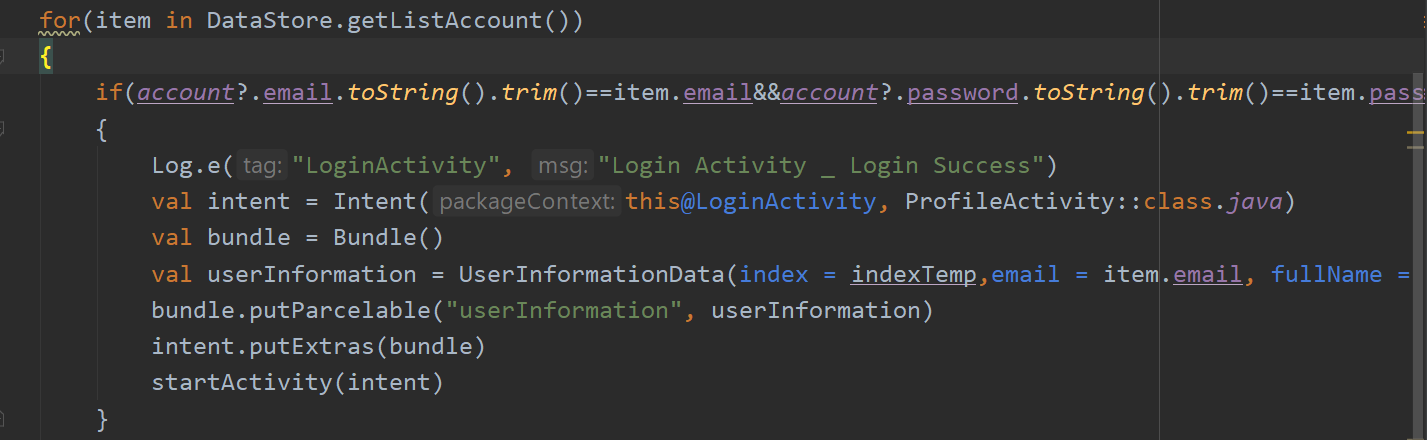 for(item in DataStore.getListAccount())
{
if(account?.email.toString().trim()==item.email&&account?.password.toString().trim()==item.pass
{
Log.e( tag: "LoginActivity", msg: "Login Activity _ Login Success")
val intent = Intent( packageContext: this@LoginActivity, ProfileActivity::class.java)
val bundle = Bundle()
val userInformation = UserInformationData(index = indexTemp,email = item.email, fullName =
bundle.putParcelable("userInformation", userInformation)
intent.putExtras(bundle)
startActivity(intent)
}